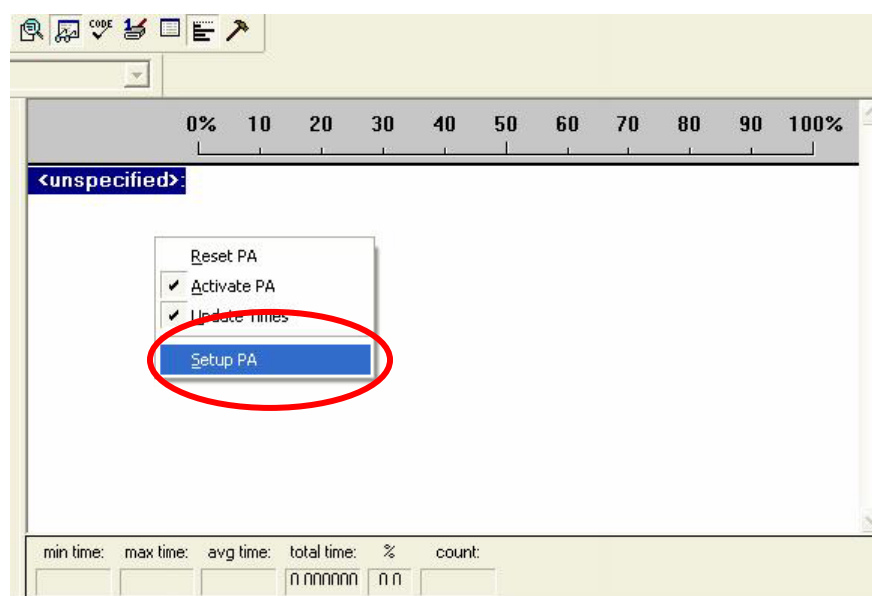 CODE
0% 10 20 30 40 50 60 70 80 90 100%
<unspecified>:
Reset PA
Activate PA
Update Times
Setup PA
min time: max time: avg time: total time: % count:
0.000000 0.0